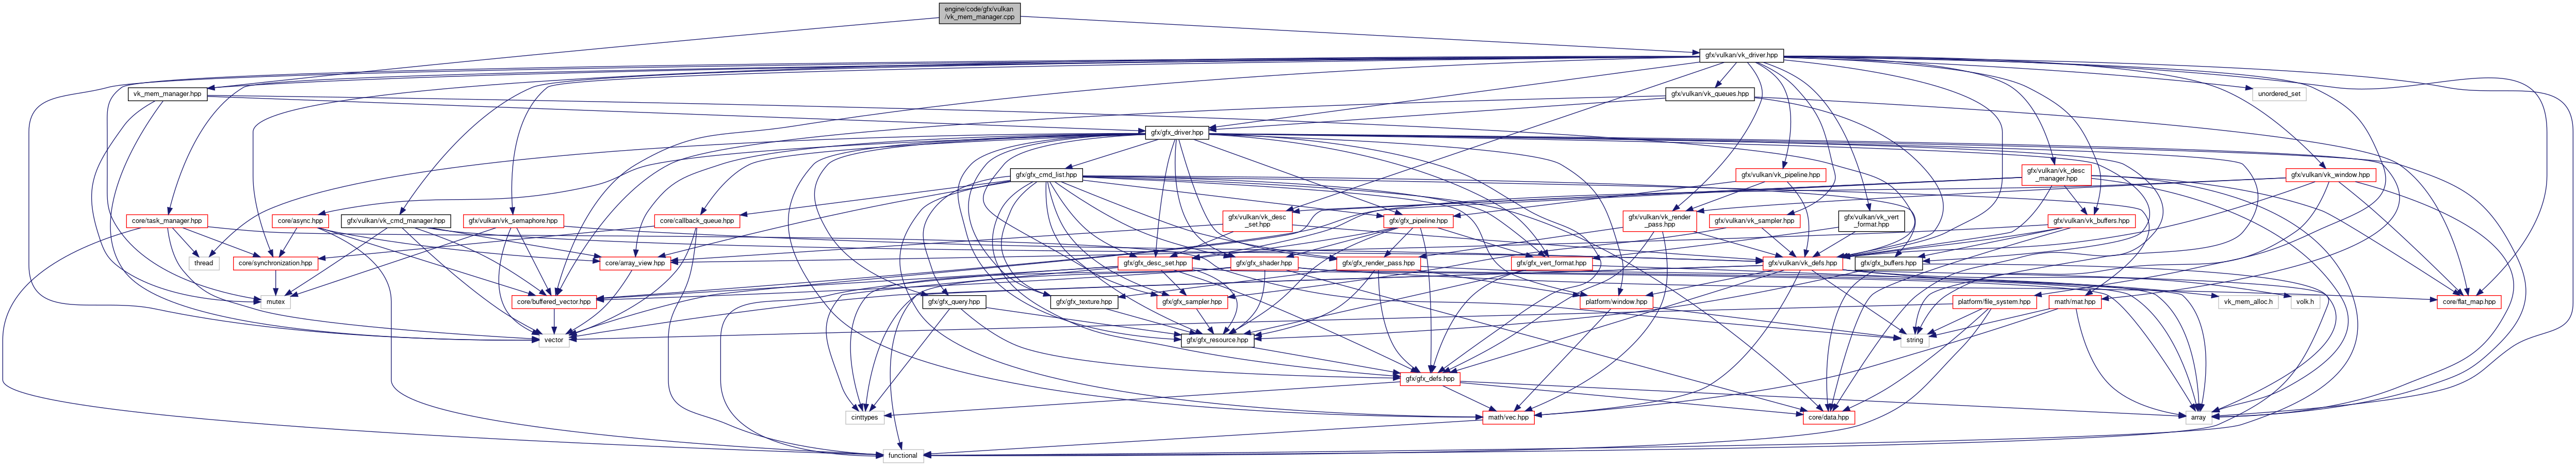 engine/code/gfx/vulkan
/vk_mem_manager.cpp
gfx/vulkan/vk_driver.hpp
vk_mem_manager.hpp
gfx/vulkan/vk_queues.hpp
unordered_set
gfx/gfx_driver.hpp
gfx/gfx_cmd_list.hpp
gfx/vulkan/vk_pipeline.hpp
gfx/vulkan/vk_desc
_manager.hpp
gfx/vulkan/vk_window.hpp
core/task_manager.hpp
core/async.hpp
gfx/vulkan/vk_cmd_manager.hpp
gfx/vulkan/vk_semaphore.hpp
core/callback_queue.hpp
gfx/vulkan/vk_desc
_set.hpp
gfx/gfx_pipeline.hpp
gfx/vulkan/vk_render
_pass.hpp
gfx/vulkan/vk_sampler.hpp
gfx/vulkan/vk_vert
_format.hpp
gfx/vulkan/vk_buffers.hpp
thread
core/synchronization.hpp
core/array_view.hpp
gfx/gfx_desc_set.hpp
gfx/gfx_shader.hpp
gfx/gfx_render_pass.hpp
gfx/gfx_vert_format.hpp
gfx/vulkan/vk_defs.hpp
gfx/gfx_buffers.hpp
mutex
core/buffered_vector.hpp
gfx/gfx_query.hpp
gfx/gfx_texture.hpp
gfx/gfx_sampler.hpp
platform/window.hpp
platform/file_system.hpp
math/mat.hpp
vk_mem_alloc.h
volk.h
core/flat_map.hpp
vector
gfx/gfx_resource.hpp
string
gfx/gfx_defs.hpp
cinttypes
math/vec.hpp
core/data.hpp
array
functional